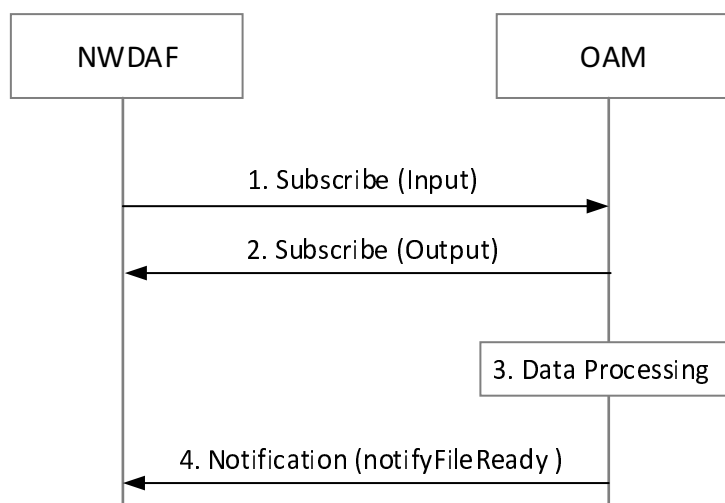 NWDAF
OAM
1. Subscribe (Input)
2. Subscribe (Output)
3. Data Processing
4. Notification (notifyFileReady )